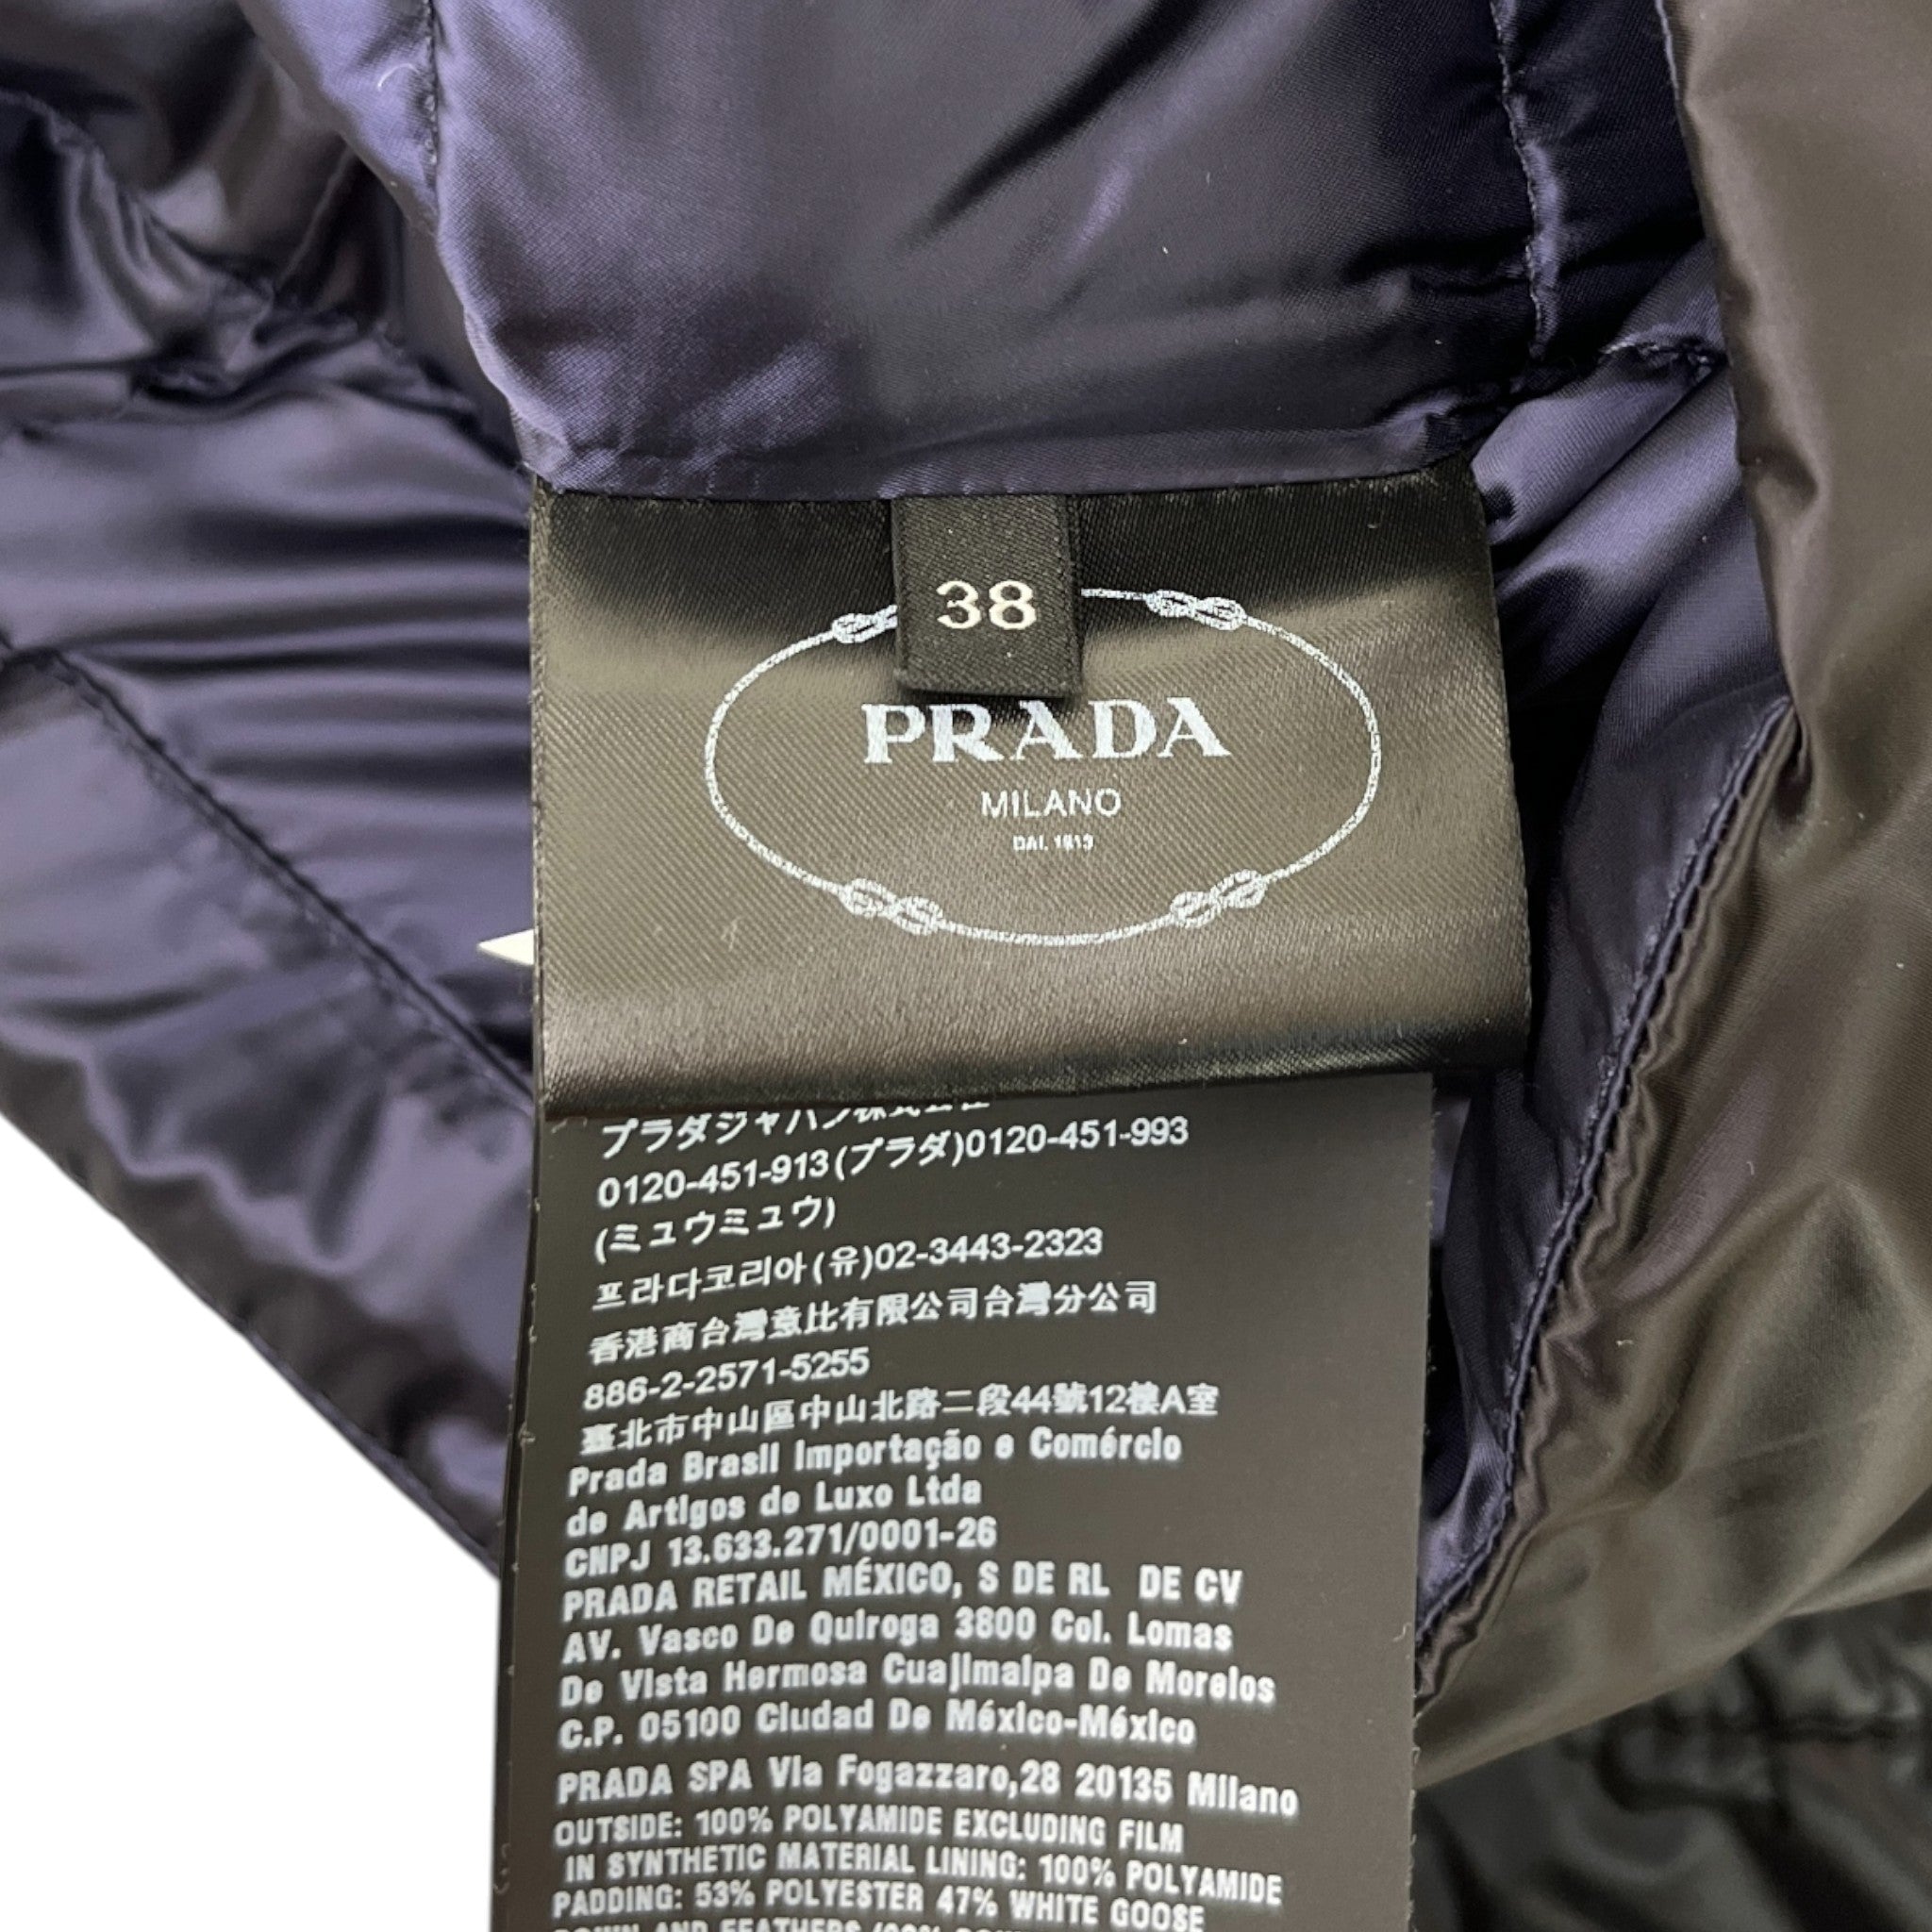 38
PRADA
MILANO
DAL 1913
プラダジャパン株式会社
0120-451-913(プラダ)0120-451-993
(ミュウミュウ)
프라다코리아(유)02-3443-2323
香港商台灣意比有限公司台灣分公司
886-2-2571-5255
臺北市中山區中山北路二段44號12樓A室
Prada Brasil Importação e Comércio
de Artigos de Luxo Ltda
CNPJ 13.633.271/0001-26
PRADA RETAIL MÉXICO, S DE RL DE CV
AV. Vasco De Quiroga 3800 Col. Lomas
De Vista Hermosa Cuajimalpa De Morelos
C.P. 05100 Ciudad De México-México
PRADA SPA Via Fogazzaro,28 20135 Milano
OUTSIDE: 100% POLYAMIDE EXCLUDING FILM
IN SYNTHETIC MATERIAL LINING: 100% POLYAMIDE
PADDING: 53% POLYESTER 47% WHITE GOOSE
DOWN AND FEATHERS